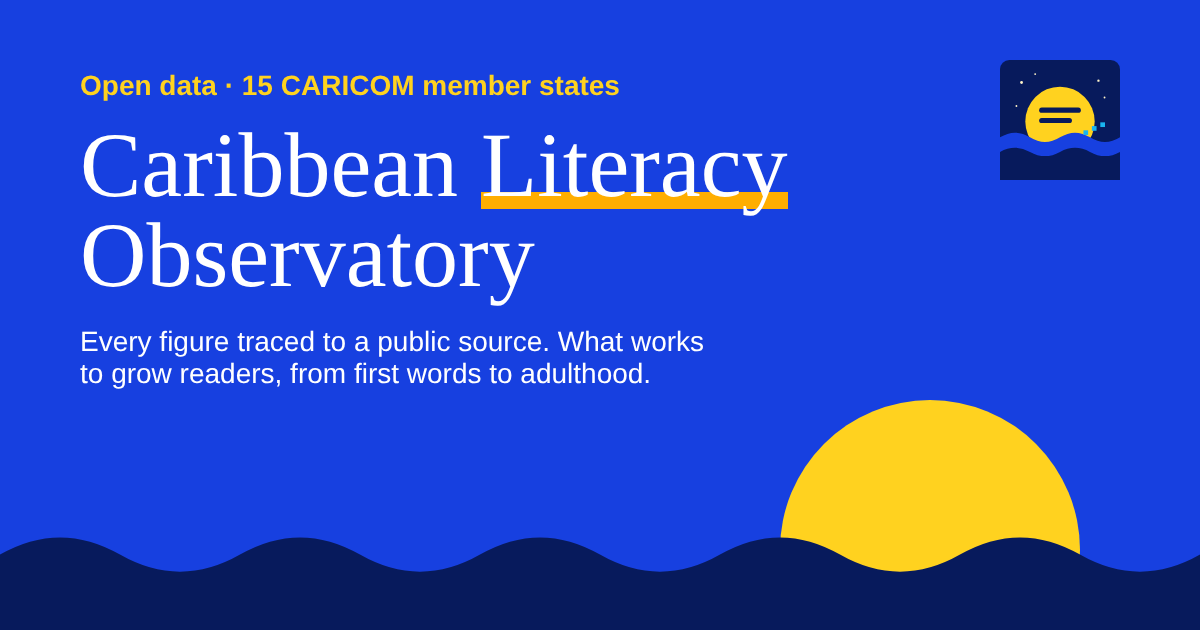 Open data · 15 CARICOM member states
Caribbean Literacy
Observatory
Every figure traced to a public source. What works
to grow readers, from first words to adulthood.